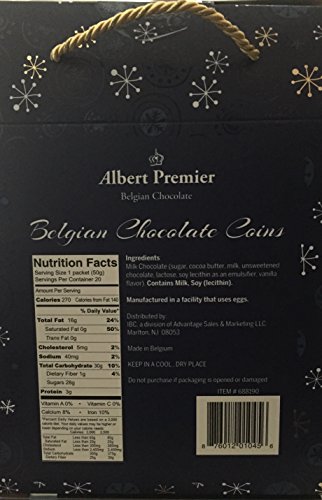 Albert Premier
Belgian Chocolate
Belgian Chocolate Coins
Nutrition Facts
Serving Size 1 packet (50g)
Servings Per Container 20
Amount Per Serving
Calories 270 Calories from Fat 140
% Daily Value*
Total Fat 16g 24%
Saturated Fat 0g 50%
Trans Fat 0g
Cholesterol 5mg 2%
Sodium 40mg 2%
Total Carbohydrate 30g 10%
Dietary Fiber 1g 4%
Sugars 28g
Protein 3g
Vitamin A 0% • Vitamin C 0%
Calcium 8% • Iron 10%
Ingredients
Milk Chocolate (sugar, cocoa butter, milk, unsweetened
chocolate, lactose, soy lecithin as an emulsifier, vanilla
flavor). Contains Milk, Soy (lecithin).
Manufactured in a facility that uses eggs.
Distributed by:
IBC, a division of Advantage Sales & Marketing LLC
Marlton, NJ 08053
Made in Belgium
KEEP IN A COOL, DRY PLACE
Do not purchase if packaging is opened or damaged
ITEM # 688190
8 76012 01045 6